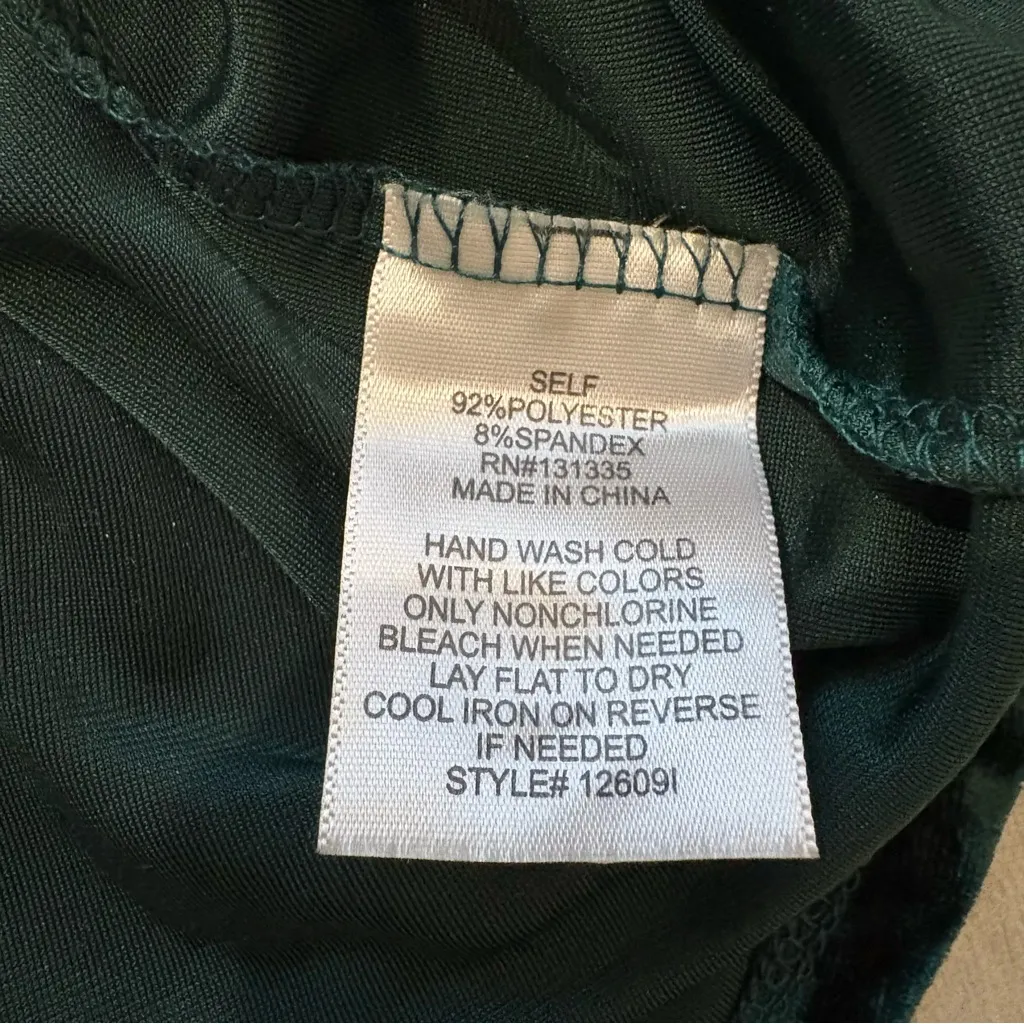 SELF
92%POLYESTER
8%SPANDEX
RN#131335
MADE IN CHINA
HAND WASH COLD
WITH LIKE COLORS
ONLY NONCHLORINE
BLEACH WHEN NEEDED
LAY FLAT TO DRY
COOL IRON ON REVERSE
IF NEEDED
STYLE# 12609I